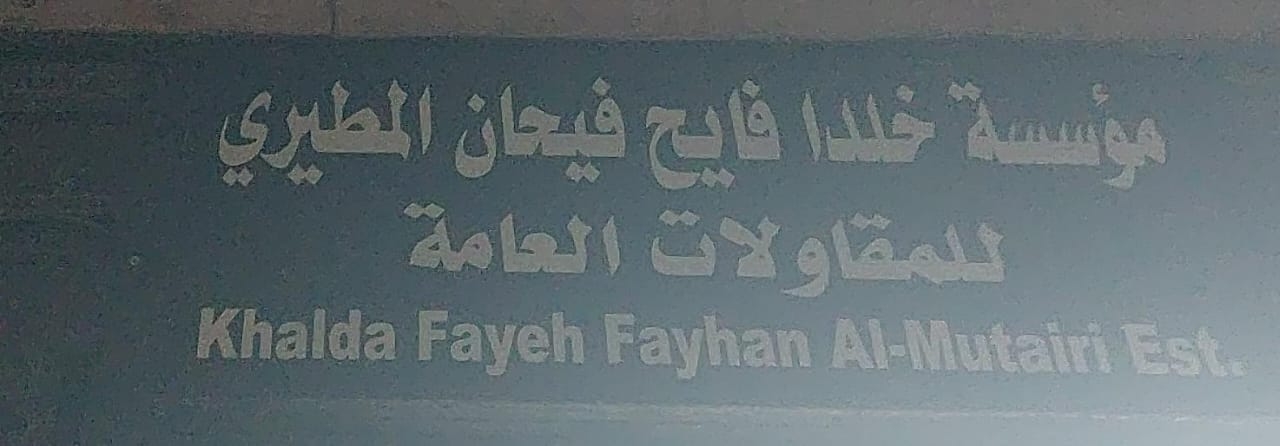 مؤسسة خلدا فايح فيحان المطيري
للمقاولات العامة
Khalda Fayeh Fayhan Al-Mutairi Est.